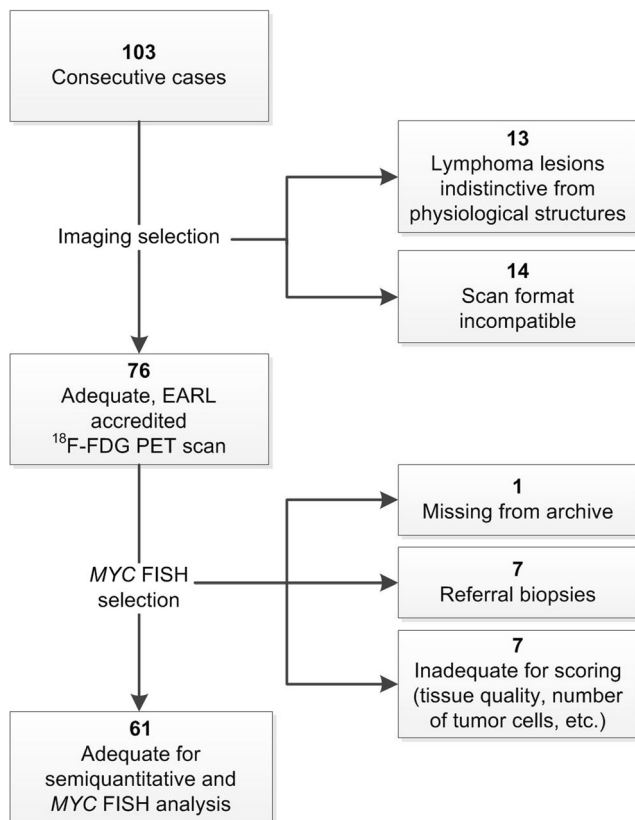 103
Consecutive cases
13
Lymphoma lesions
indistinctive from
physiological structures
Imaging selection
14
Scan format
incompatible
76
Adequate, EARL
accredited
¹⁸F-FDG PET scan
1
Missing from archive
MYC FISH
selection
7
Referral biopsies
7
Inadequate for scoring
(tissue quality, number
of tumor cells, etc.)
61
Adequate for
semiquantitative and
MYC FISH analysis